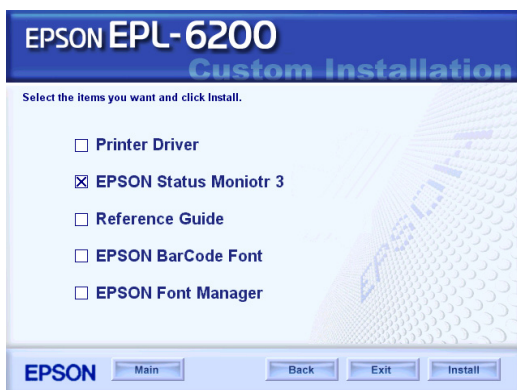 EPSON EPL-6200
Custom Installation
Select the items you want and click Install.
Printer Driver
EPSON Status Moniotr 3
Reference Guide
EPSON BarCode Font
EPSON Font Manager
EPSON
EPSON Main Back Exit Install